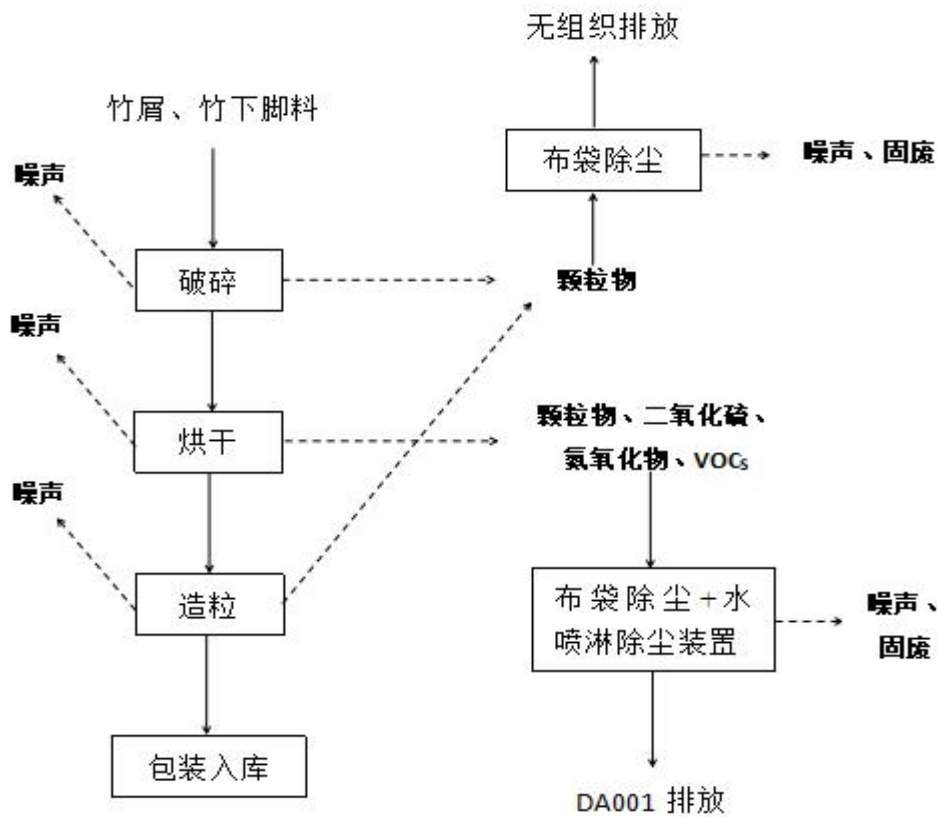 无组织排放
竹屑、竹下脚料
布袋除尘
噪声、固废
噪声
破碎
颗粒物
噪声
烘干
颗粒物、二氧化硫、
氮氧化物、VOCs
噪声
造粒
布袋除尘+水
喷淋除尘装置
噪声、
固废
包装入库
DA001 排放